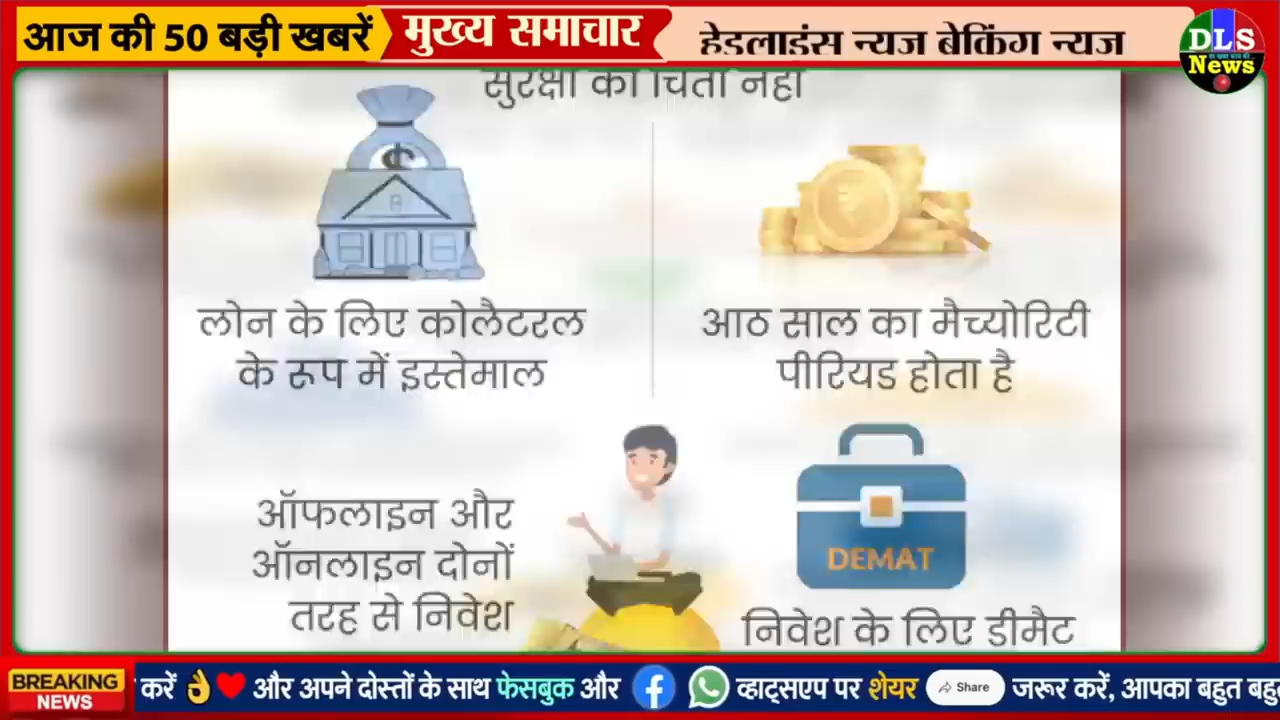 आज की 50 बड़ी खबरें
मुख्य समाचार
हेडलाइंस न्यूज बेकिंग न्यूज
DLS
News
सुरक्षा की चिंता नहीं
लोन के लिए कोलैटरल
के रूप में इस्तेमाल
आठ साल का मैच्योरिटी
पीरियड होता है
ऑफलाइन और
ऑनलाइन दोनों
तरह से निवेश
DEMAT
निवेश के लिए डीमैट
BREAKING
NEWS
करें 👌❤️ और अपने दोस्तों के साथ फेसबुक और व्हाट्सएप पर शेयर Share जरूर करें, आपका बहुत